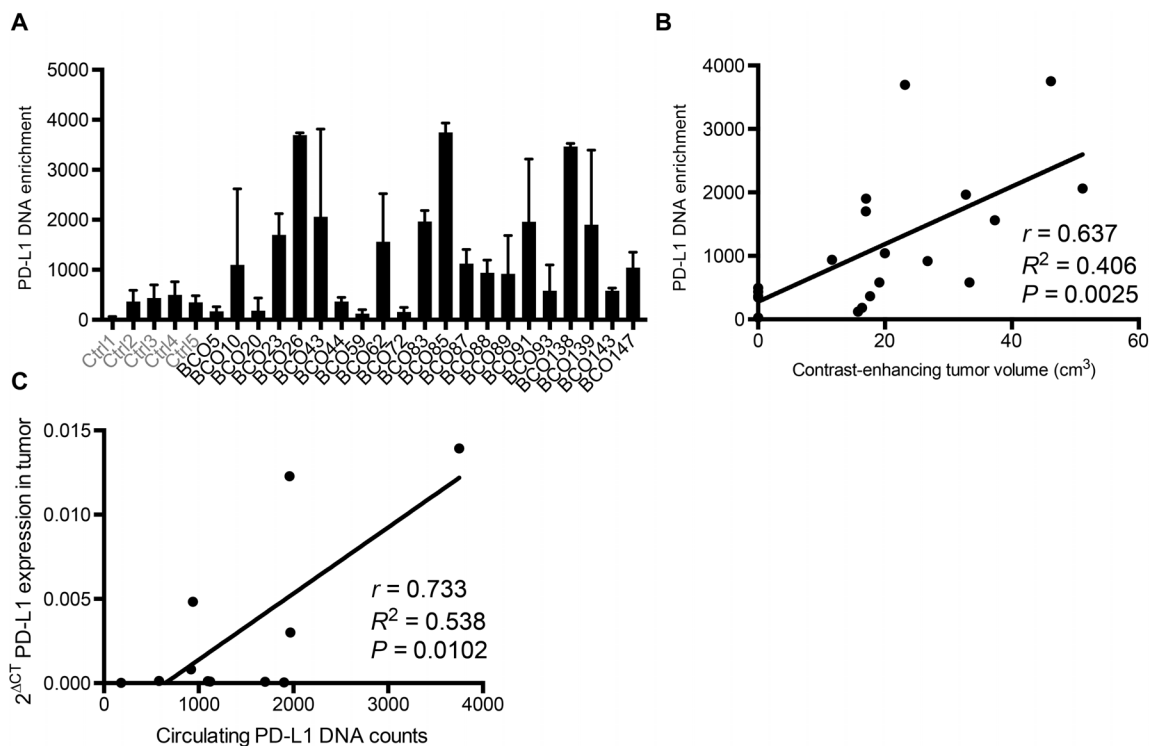 A
PD-L1 DNA enrichment
5000
4000
3000
2000
1000
0
Ctrl1
Ctrl2
Ctrl3
Ctrl4
Ctrl5
BCO5
BCO10
BCO20
BCO23
BCO26
BCO43
BCO44
BCO59
BCO62
BCO72
BCO83
BCO85
BCO87
BCO88
BCO89
BCO91
BCO93
BCO138
BCO139
BCO143
BCO147
B
PD-L1 DNA enrichment
4000
3000
2000
1000
0
r = 0.637
R² = 0.406
P = 0.0025
0 20 40 60
Contrast-enhancing tumor volume (cm³)
C
2^ΔCT PD-L1 expression in tumor
0.015
0.010
0.005
0.000
r = 0.733
R² = 0.538
P = 0.0102
0 1000 2000 3000 4000
Circulating PD-L1 DNA counts